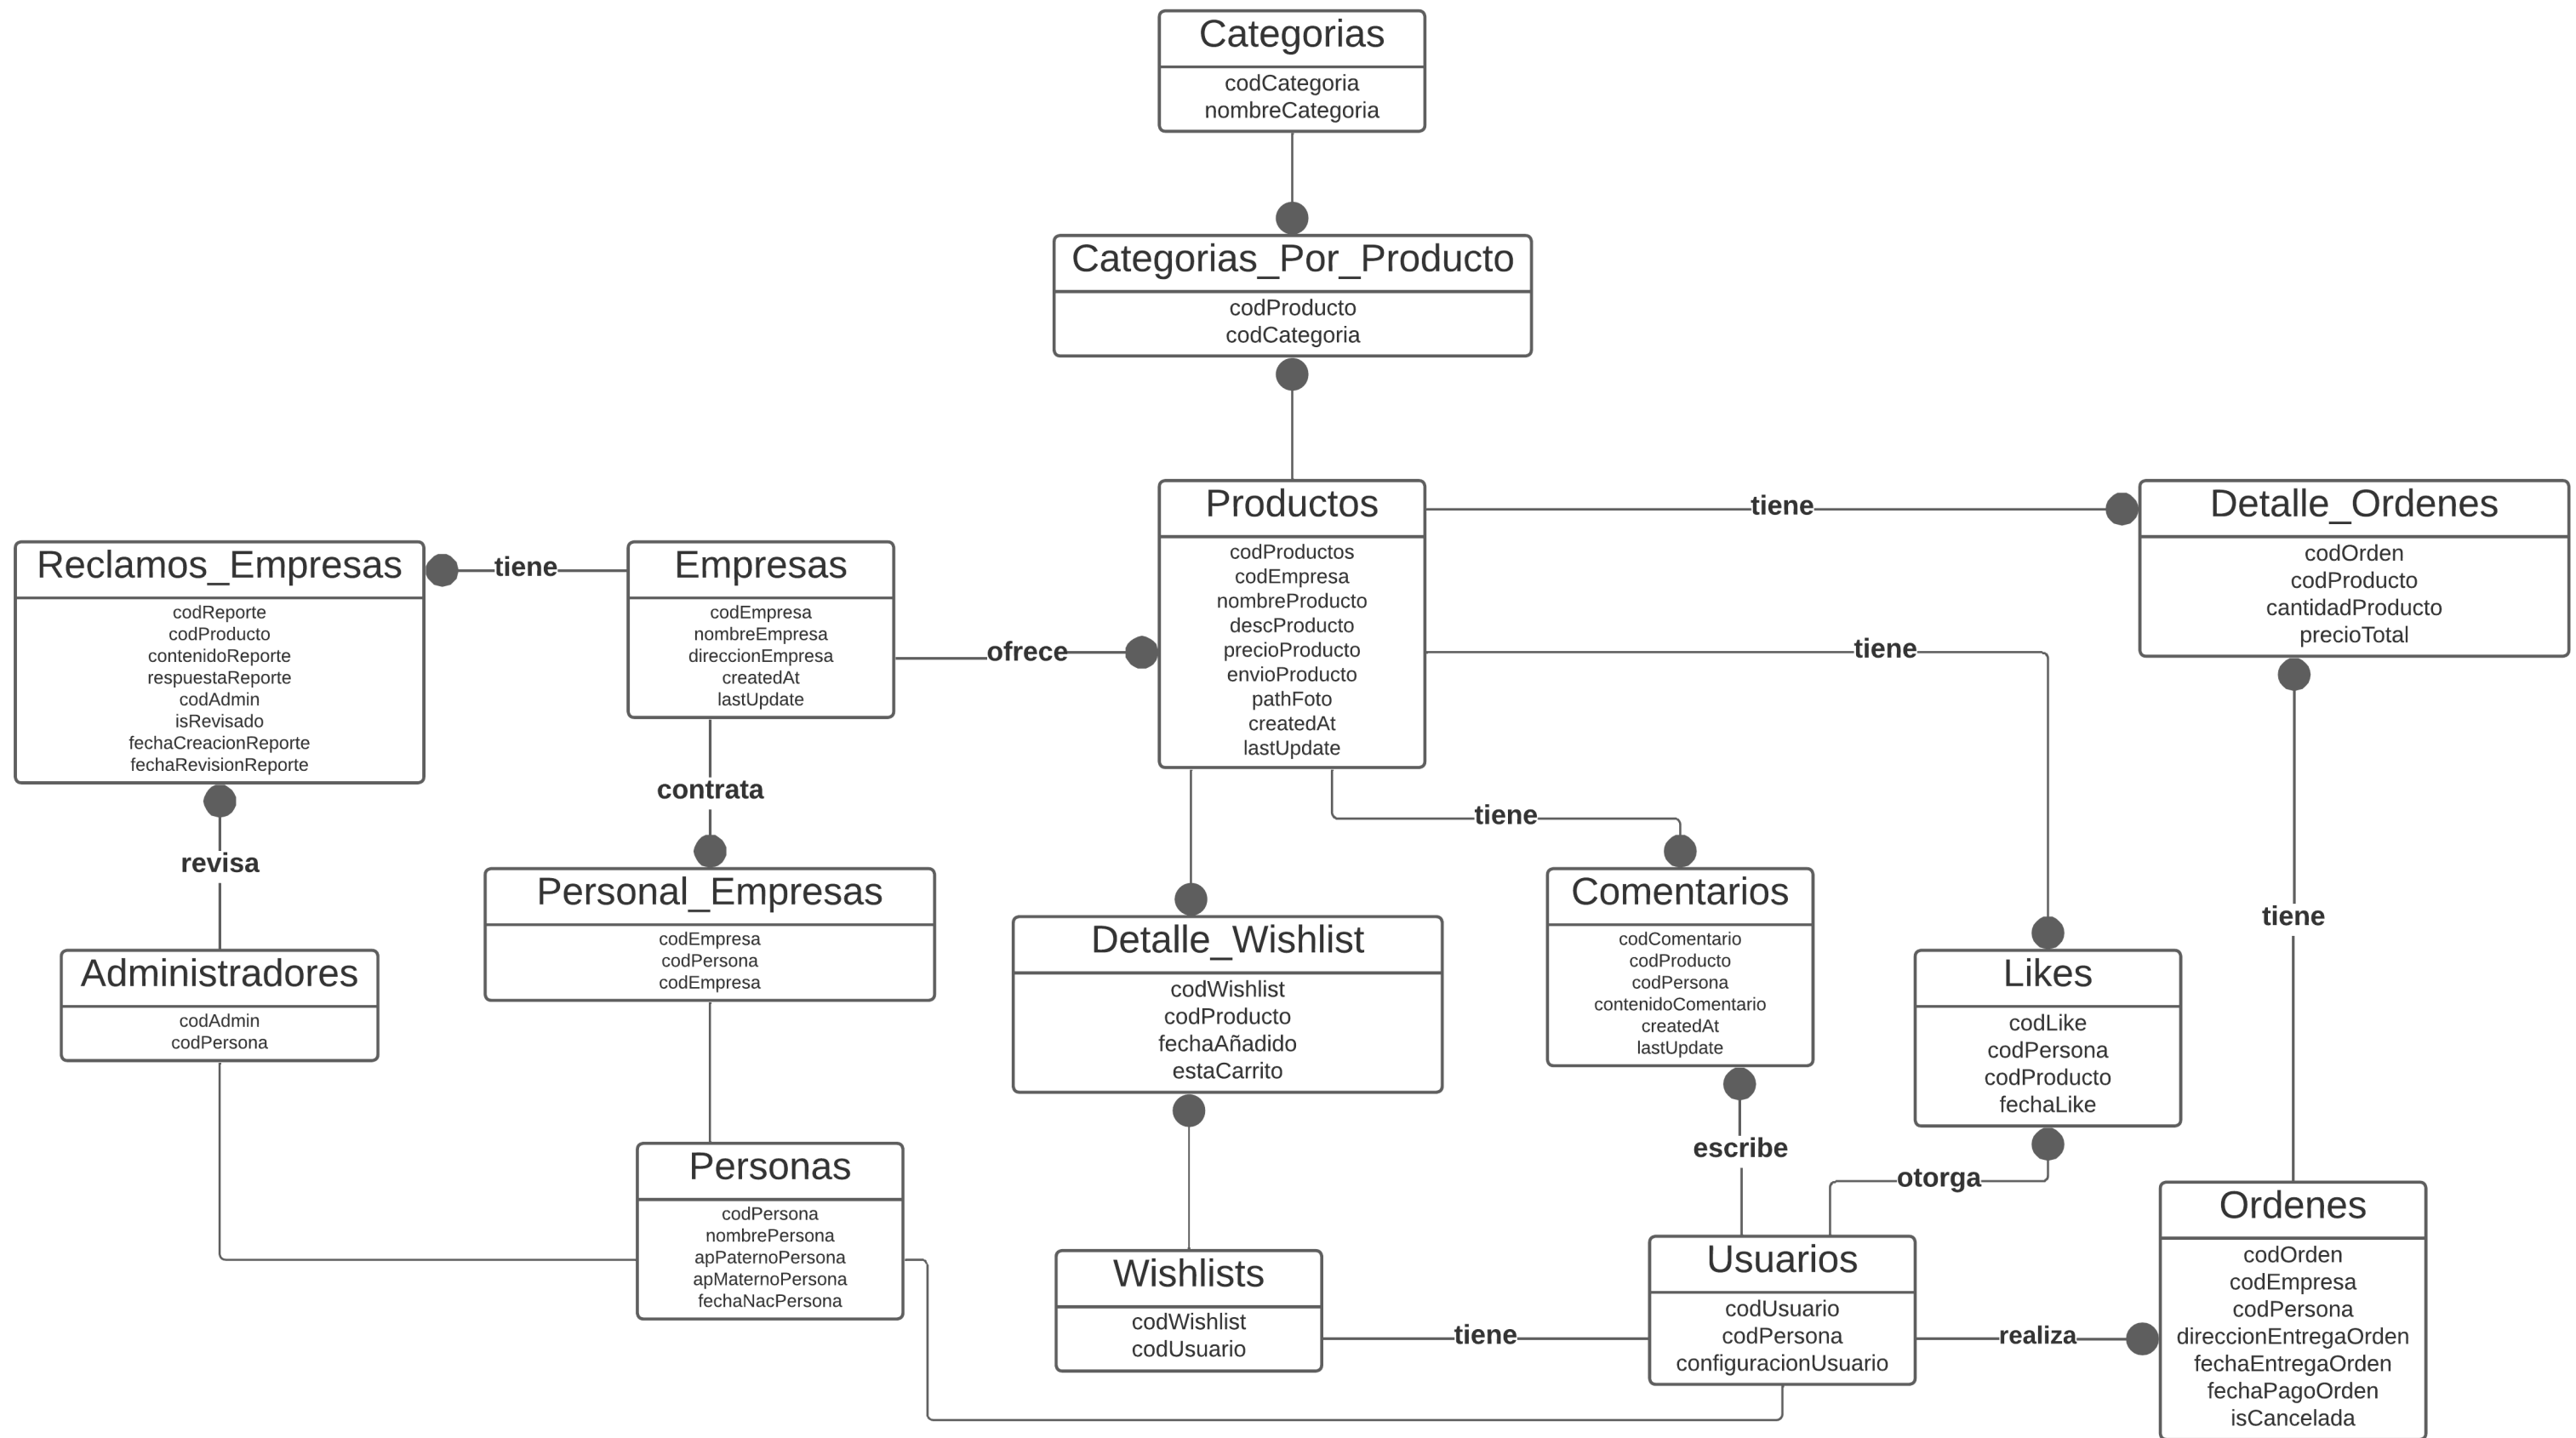 Categorias
codCategoria
nombreCategoria
Categorias_Por_Producto
codProducto
codCategoria
Productos
codProductos
codEmpresa
nombreProducto
descProducto
precioProducto
envioProducto
pathFoto
createdAt
lastUpdate
tiene
Detalle_Ordenes
codOrden
codProducto
cantidadProducto
precioTotal
Reclamos_Empresas
codReporte
codProducto
contenidoReporte
respuestaReporte
codAdmin
isRevisado
fechaCreacionReporte
fechaRevisionReporte
tiene
Empresas
codEmpresa
nombreEmpresa
direccionEmpresa
createdAt
lastUpdate
ofrece
tiene
contrata
tiene
revisa
Personal_Empresas
codEmpresa
codPersona
codEmpresa
Comentarios
codComentario
codProducto
codPersona
contenidoComentario
createdAt
lastUpdate
tiene
Detalle_Wishlist
codWishlist
codProducto
fechaAñadido
estaCarrito
Administradores
codAdmin
codPersona
Likes
codLike
codPersona
codProducto
fechaLike
escribe
otorga
Personas
codPersona
nombrePersona
apPaternoPersona
apMaternoPersona
fechaNacPersona
Wishlists
codWishlist
codUsuario
tiene
Usuarios
codUsuario
codPersona
configuracionUsuario
realiza
Ordenes
codOrden
codEmpresa
codPersona
direccionEntregaOrden
fechaEntregaOrden
fechaPagoOrden
isCancelada